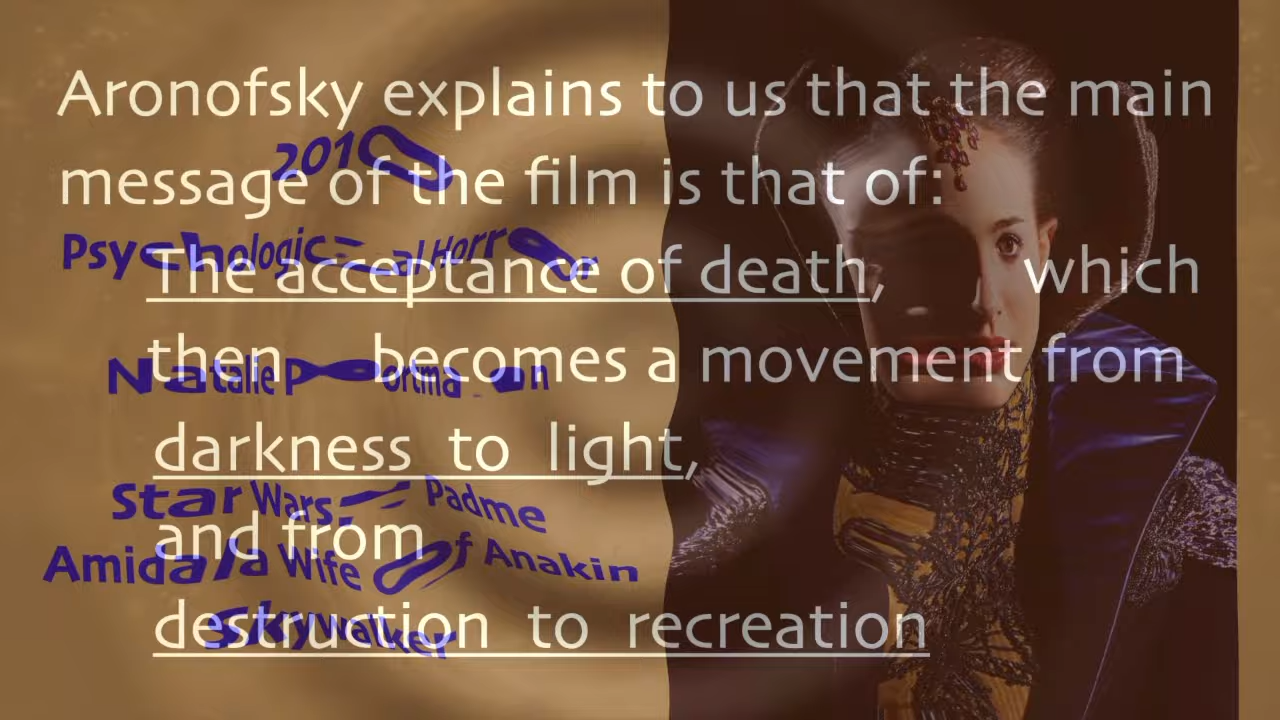 Aronofsky explains to us that the main
message of the film is that of:
The acceptance of death, which
then becomes a movement from
darkness to light,
and from
destruction to recreation
2010
Psychological Horror
Natalie Portman
Star Wars: Padme
Amidala Wife of Anakin
Skywalker